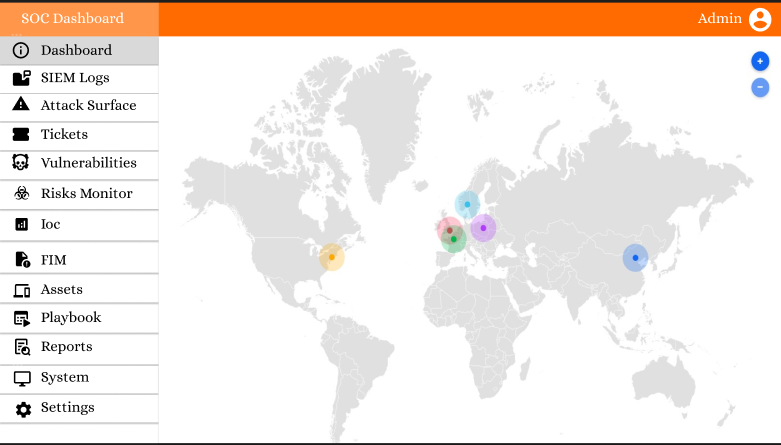 SOC Dashboard
Admin
Dashboard
SIEM Logs
Attack Surface
Tickets
Vulnerabilities
Risks Monitor
Ioc
FIM
Assets
Playbook
Reports
System
Settings
+
−